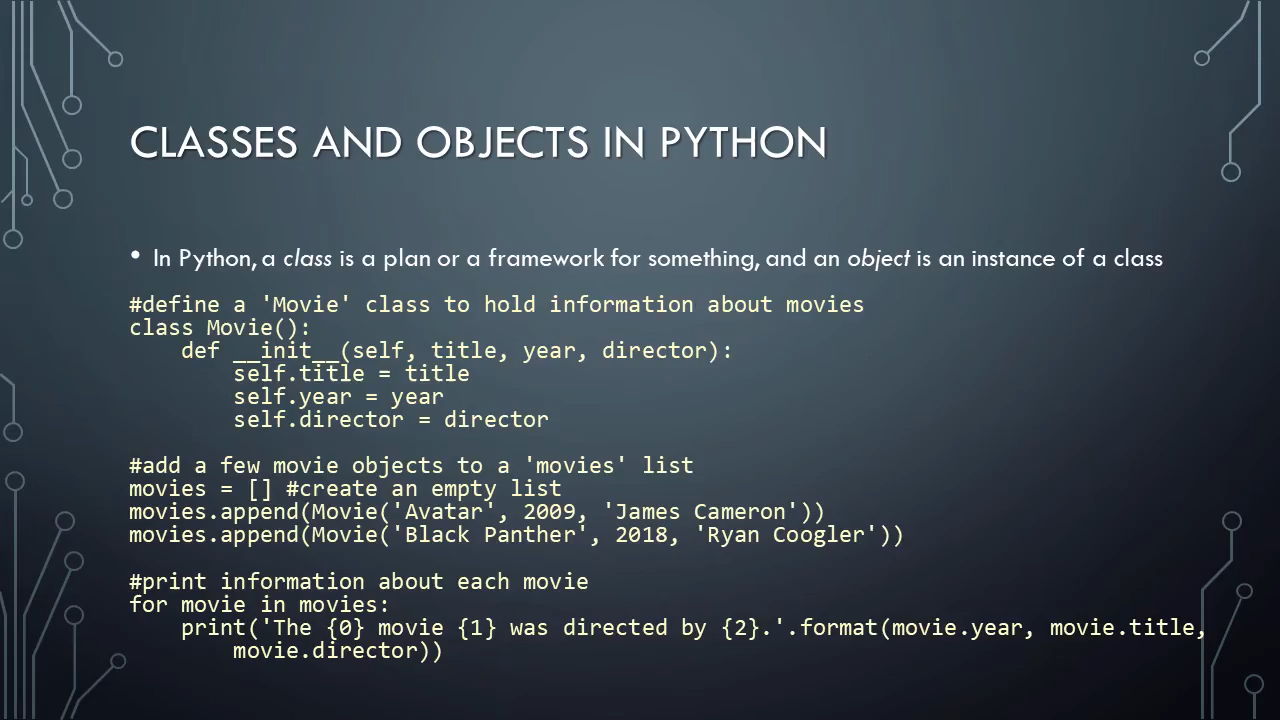 CLASSES AND OBJECTS IN PYTHON
• In Python, a class is a plan or a framework for something, and an object is an instance of a class
#define a 'Movie' class to hold information about movies
class Movie():
    def __init__(self, title, year, director):
        self.title = title
        self.year = year
        self.director = director
#add a few movie objects to a 'movies' list
movies = [] #create an empty list
movies.append(Movie('Avatar', 2009, 'James Cameron'))
movies.append(Movie('Black Panther', 2018, 'Ryan Coogler'))
#print information about each movie
for movie in movies:
    print('The {0} movie {1} was directed by {2}.'.format(movie.year, movie.title,
        movie.director))